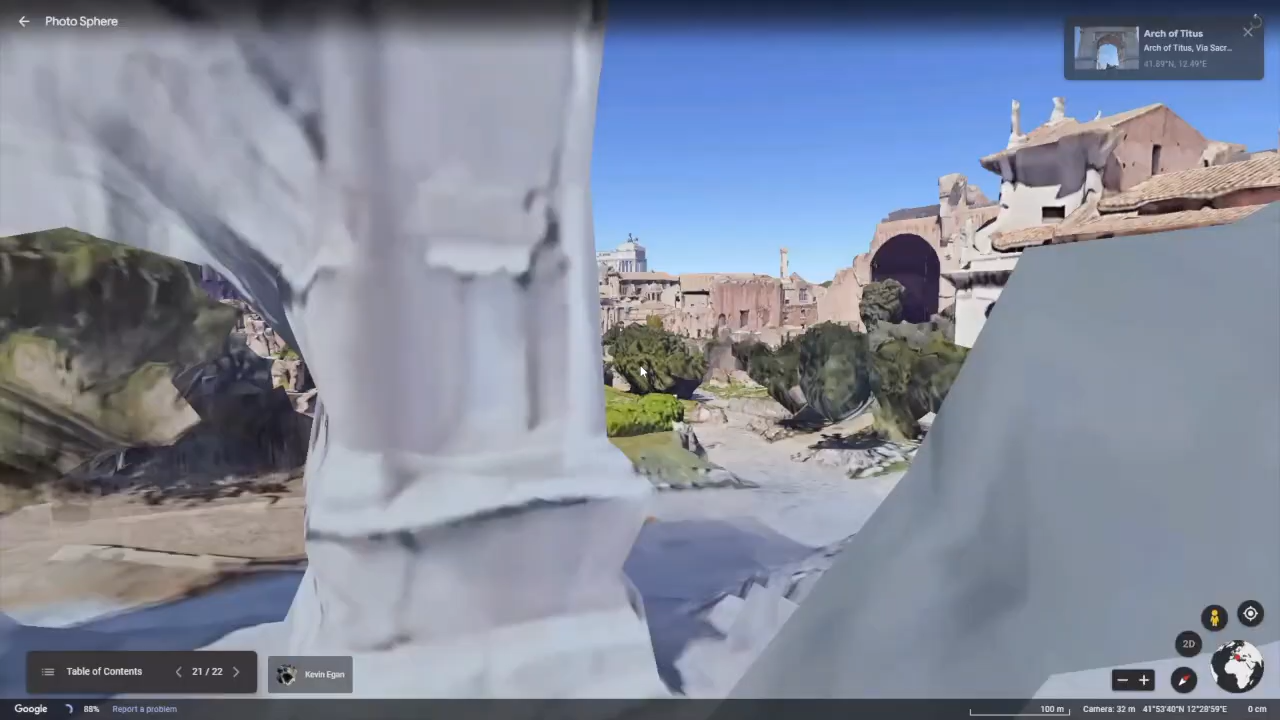 Photo Sphere
Arch of Titus
Arch of Titus, Via Sacr...
41.89°N, 12.49°E
Table of Contents
21 / 22
Kevin Egan
2D
Google
88%
Report a problem
100 m
Camera: 32 m
41°53'40"N 12°28'59"E
0 cm